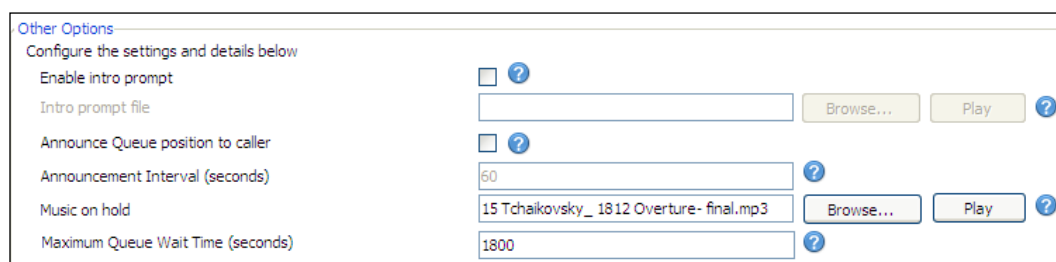 Other Options
Configure the settings and details below
Enable intro prompt ?
Intro prompt file Browse... Play ?
Announce Queue position to caller ?
Announcement Interval (seconds) 60 ?
Music on hold 15 Tchaikovsky_ 1812 Overture- final.mp3 Browse... Play ?
Maximum Queue Wait Time (seconds) 1800 ?